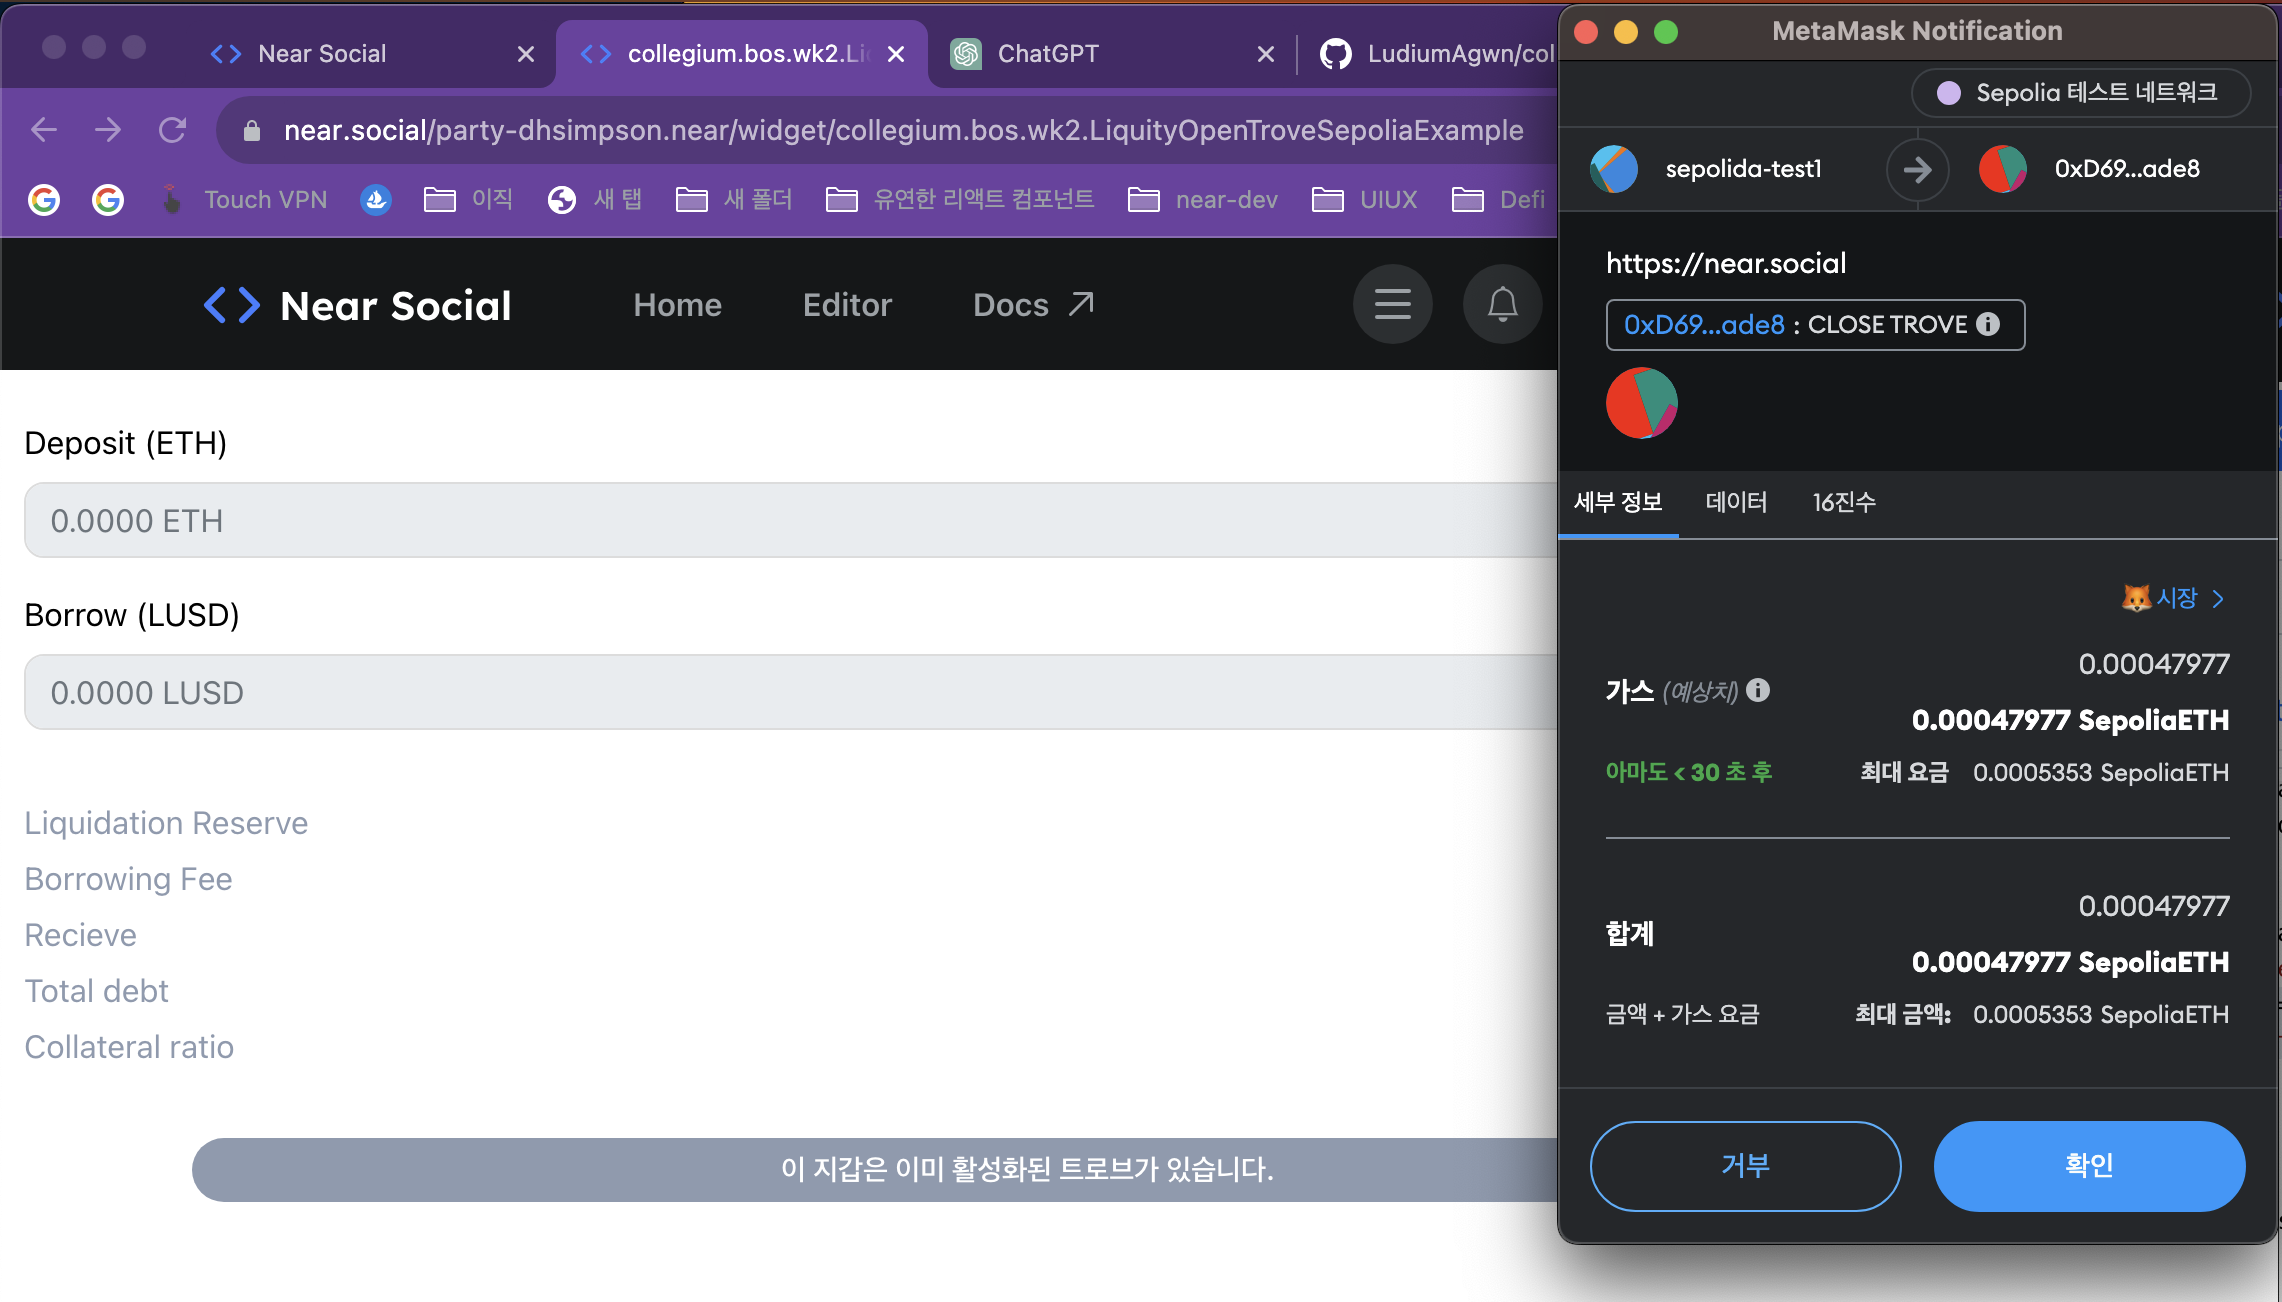 Near Social
collegium.bos.wk2.Li
ChatGPT
LudiumAgwn/col
near.social/party-dhsimpson.near/widget/collegium.bos.wk2.LiquityOpenTroveSepoliaExample
Touch VPN
이직
새 탭
새 폴더
유연한 리액트 컴포넌트
near-dev
UIUX
Defi
Near Social
Home
Editor
Docs
Deposit (ETH)
0.0000 ETH
Borrow (LUSD)
0.0000 LUSD
Liquidation Reserve
Borrowing Fee
Recieve
Total debt
Collateral ratio
이 지갑은 이미 활성화된 트로브가 있습니다.
MetaMask Notification
Sepolia 테스트 네트워크
sepolida-test1
0xD69...ade8
https://near.social
0xD69...ade8 : CLOSE TROVE
세부 정보
데이터
16진수
시장
0.00047977
가스 (예상치)
0.00047977 SepoliaETH
아마도 < 30 초 후
최대 요금 0.0005353 SepoliaETH
0.00047977
합계
0.00047977 SepoliaETH
금액 + 가스 요금
최대 금액: 0.0005353 SepoliaETH
거부
확인